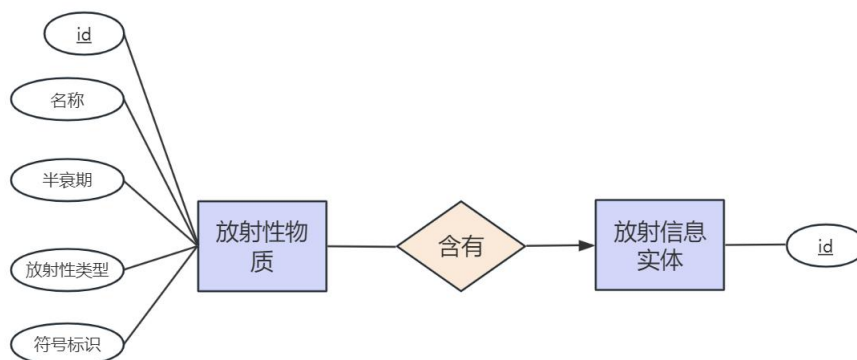 id
名称
半衰期
放射性类型
符号标识
放射性物
质
含有
放射信息
实体
id